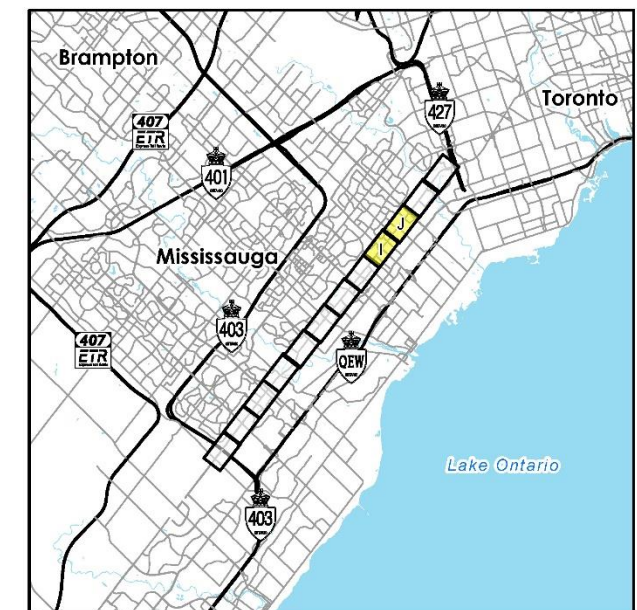 Brampton
427
Toronto
407
ETR
401
J
I
Mississauga
403
QEW
407
ETR
Lake Ontario
403